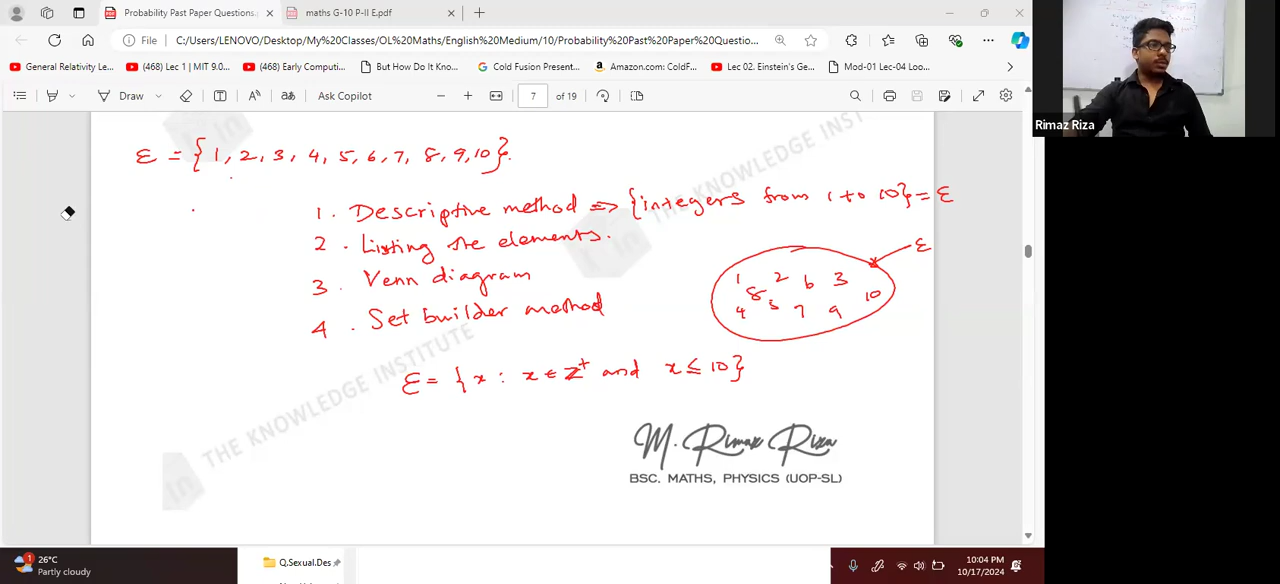 Probability Past Paper Questions.
maths G-10 P-II E.pdf
File
C:/Users/LENOVO/Desktop/My%20Classes/OL%20Maths/English%20Medium/10/Probability%20Past%20Paper%20Questio...
General Relativity Le...
(468) Lec 1 | MIT 9.0...
(468) Early Computi...
But How Do It Kno...
Cold Fusion Present...
Amazon.com: ColdF...
Lec 02. Einstein's Ge...
Mod-01 Lec-04 Loo...
Draw
Ask Copilot
7
of 19
Rimaz Riza
ε = { 1, 2, 3, 4, 5, 6, 7, 8, 9, 10 }.
1. Descriptive method => {integers from 1 to 10} = ε
2. Listing the elements.
3. Venn diagram
4. Set builder method
ε
1 2 6 3
8 10
4 5 7 9
ε = { x : x ∈ Z⁺ and x ≤ 10 }
THE KNOWLEDGE INSTITUTE
THE KNOWLEDGE INST
M. Rimaz Riza
BSC. MATHS, PHYSICS (UOP-SL)
1
26°C
Partly cloudy
Q.Sexual.Des
10:04 PM
10/17/2024